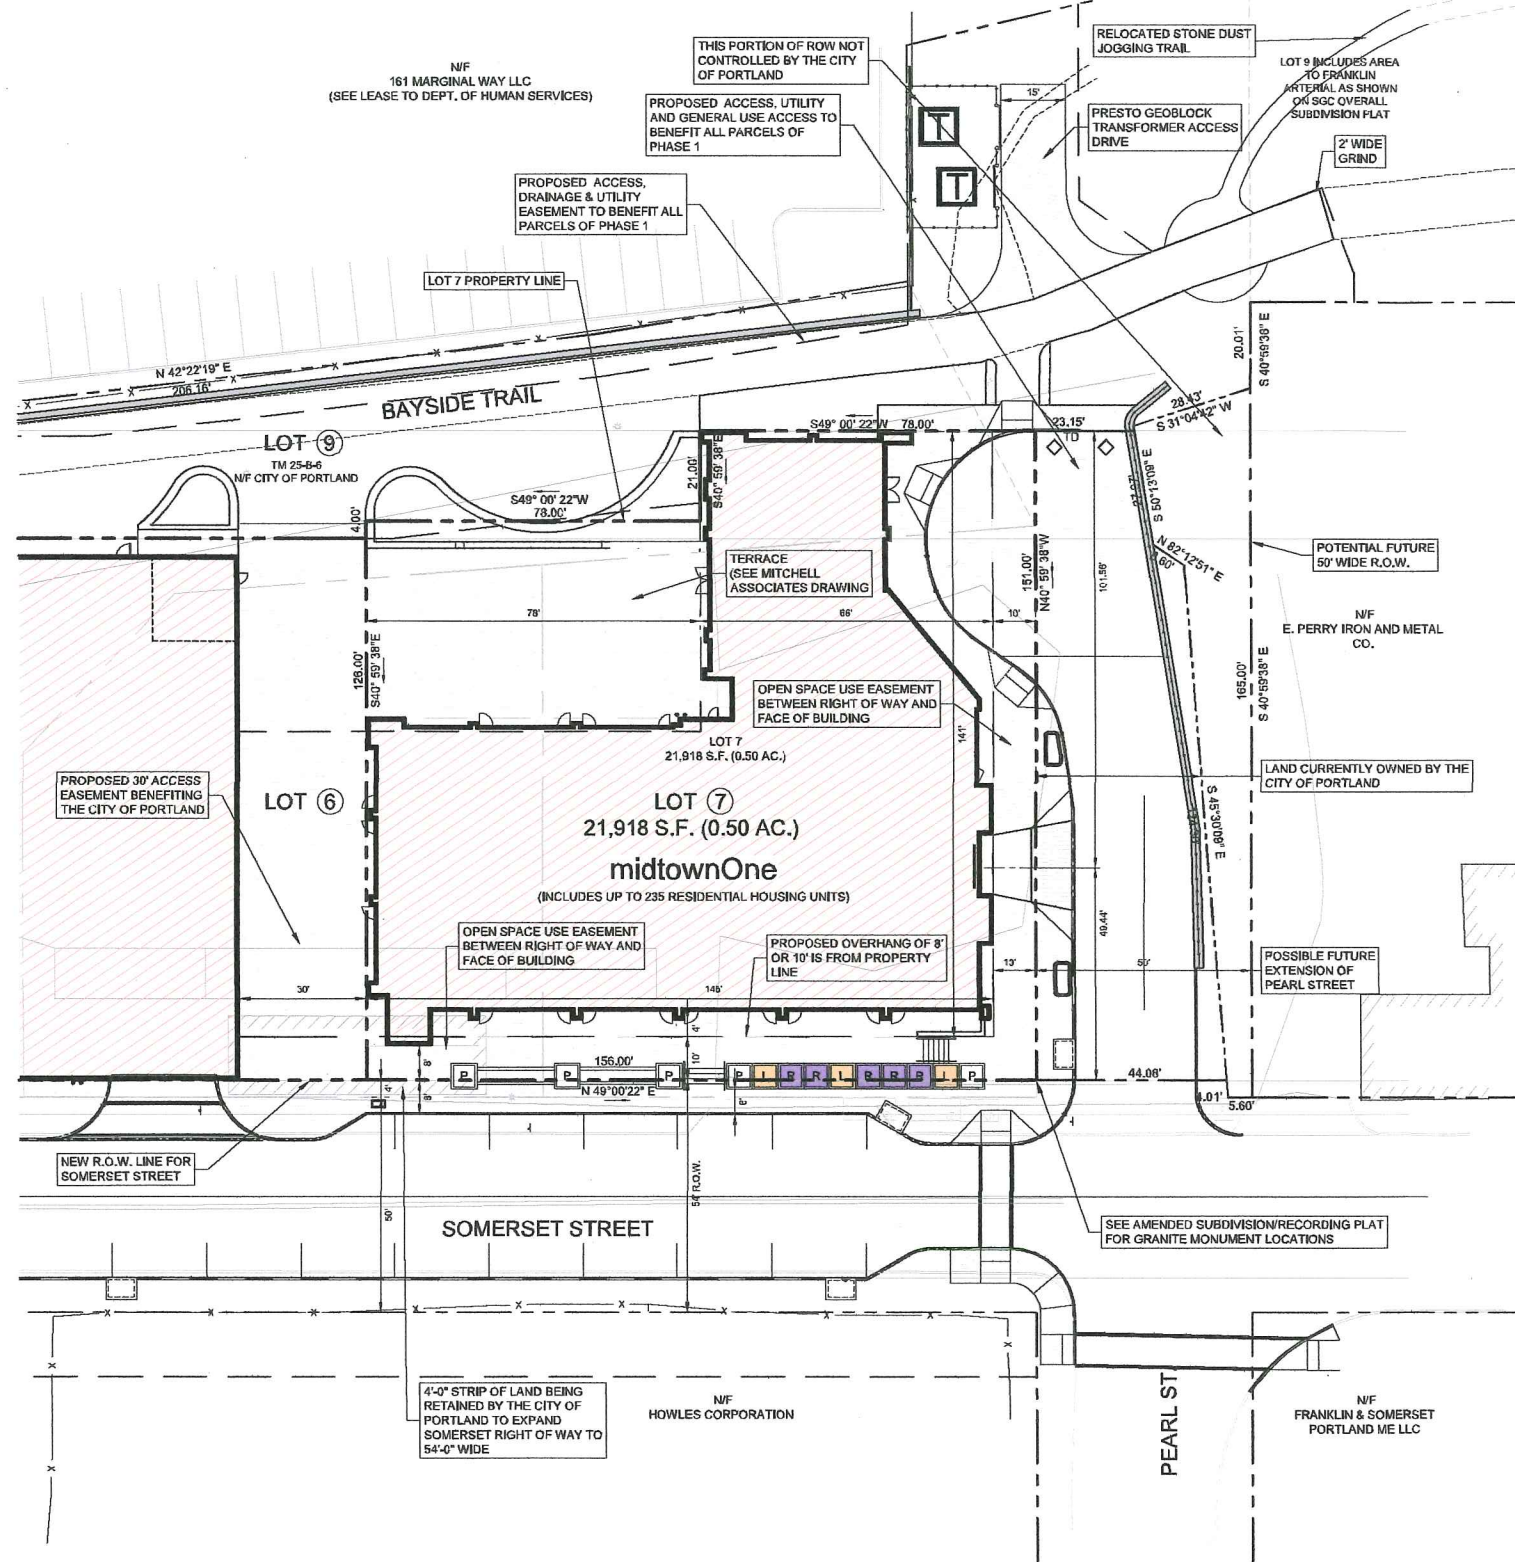 N/F
161 MARGINAL WAY LLC
(SEE LEASE TO DEPT. OF HUMAN SERVICES)
THIS PORTION OF ROW NOT
CONTROLLED BY THE CITY
OF PORTLAND
RELOCATED STONE DUST
JOGGING TRAIL
LOT 9 INCLUDES AREA
TO FRANKLIN
ARTERIAL AS SHOWN
ON SGC OVERALL
SUBDIVISION PLAT
PROPOSED ACCESS, UTILITY
AND GENERAL USE ACCESS TO
BENEFIT ALL PARCELS OF
PHASE 1
T
T
15'
PRESTO GEOBLOCK
TRANSFORMER ACCESS
DRIVE
2' WIDE
GRIND
PROPOSED ACCESS,
DRAINAGE & UTILITY
EASEMENT TO BENEFIT ALL
PARCELS OF PHASE 1
LOT 7 PROPERTY LINE
N 42°22'19" E
206.16'
BAYSIDE TRAIL
20.01'
S 40°59'38" E
28.43'
S 31°04'42" W
S49° 00' 22"W 78.00'
23.15'
TD
LOT 9
TM 25-B-6
N/F CITY OF PORTLAND
21.00'
S40° 59' 38"E
S49° 00' 22"W
78.00'
4.00'
S 50°13'09" E
N 82°12'51" E
.60'
POTENTIAL FUTURE
50' WIDE R.O.W.
TERRACE
(SEE MITCHELL
ASSOCIATES DRAWING
151.00'
N40° 59' 38"W
101.56'
78'
66'
10'
N/F
E. PERRY IRON AND METAL
CO.
126.00'
S40° 59' 38"E
165.00'
S 40°59'38" E
OPEN SPACE USE EASEMENT
BETWEEN RIGHT OF WAY AND
FACE OF BUILDING
141'
LOT 7
21,918 S.F. (0.50 AC.)
LAND CURRENTLY OWNED BY THE
CITY OF PORTLAND
PROPOSED 30' ACCESS
EASEMENT BENEFITING
THE CITY OF PORTLAND
LOT 6
LOT 7
21,918 S.F. (0.50 AC.)
midtownOne
(INCLUDES UP TO 235 RESIDENTIAL HOUSING UNITS)
S 45°30'09" E
49.44'
OPEN SPACE USE EASEMENT
BETWEEN RIGHT OF WAY AND
FACE OF BUILDING
PROPOSED OVERHANG OF 8'
OR 10' IS FROM PROPERTY
LINE
13'
50'
POSSIBLE FUTURE
EXTENSION OF
PEARL STREET
30'
4'
8'
10'
156.00'
N 49°00'22" E
P P P P I B R I R R B I P
44.06'
5.60'
4'
6'
NEW R.O.W. LINE FOR
SOMERSET STREET
50'
54' R.O.W.
SOMERSET STREET
SEE AMENDED SUBDIVISION/RECORDING PLAT
FOR GRANITE MONUMENT LOCATIONS
4'-0" STRIP OF LAND BEING
RETAINED BY THE CITY OF
PORTLAND TO EXPAND
SOMERSET RIGHT OF WAY TO
54'-0" WIDE
N/F
HOWLES CORPORATION
PEARL ST
N/F
FRANKLIN & SOMERSET
PORTLAND ME LLC